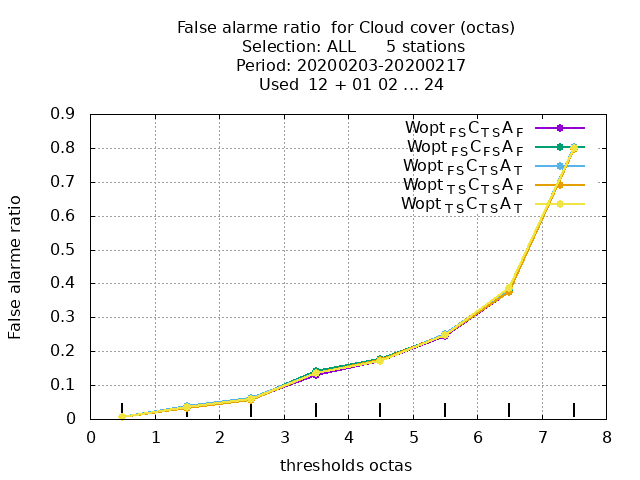 False alarme ratio  for Cloud cover (octas)
Selection: ALL      5 stations
Period: 20200203-20200217
Used  12 + 01 02 ... 24
Wopt FS C TS A F
Wopt FS C FS A F
Wopt FS C TS A T
Wopt TS C TS A F
Wopt TS C TS A T
0.9
0.8
0.7
0.6
0.5
0.4
0.3
0.2
0.1
0
False alarme ratio
0 1 2 3 4 5 6 7 8
thresholds octas